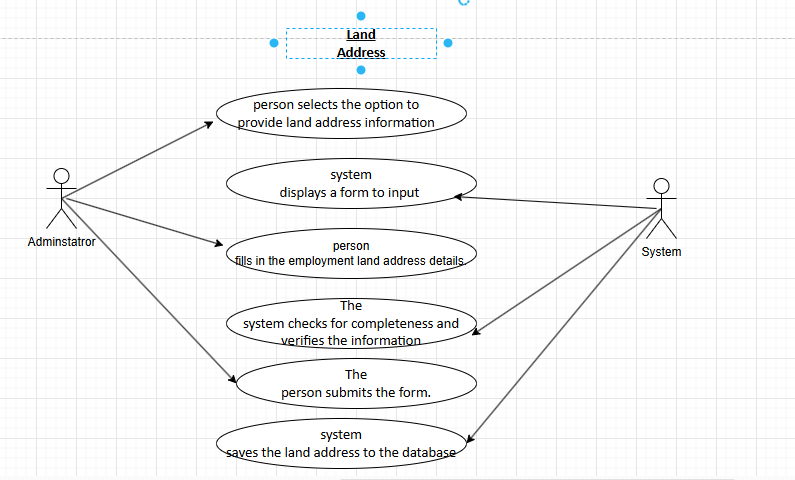 Land
Address
person selects the option to
provide land address information
system
displays a form to input
Adminstatror
person
fills in the employment land address details.
System
The
system checks for completeness and
verifies the information
The
person submits the form.
system
saves the land address to the database